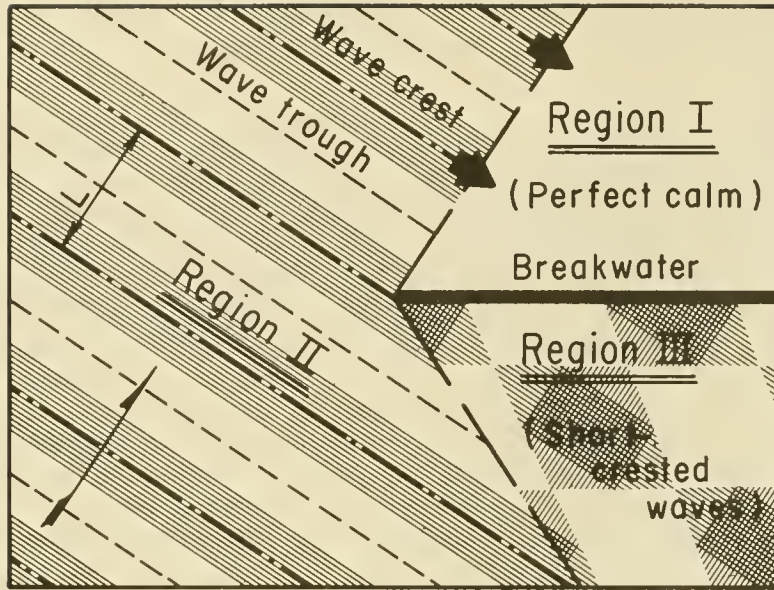 Wave crest
Wave trough
Region I
(Perfect calm)
L
Breakwater
Region II
Region III
(Short-
crested
waves)